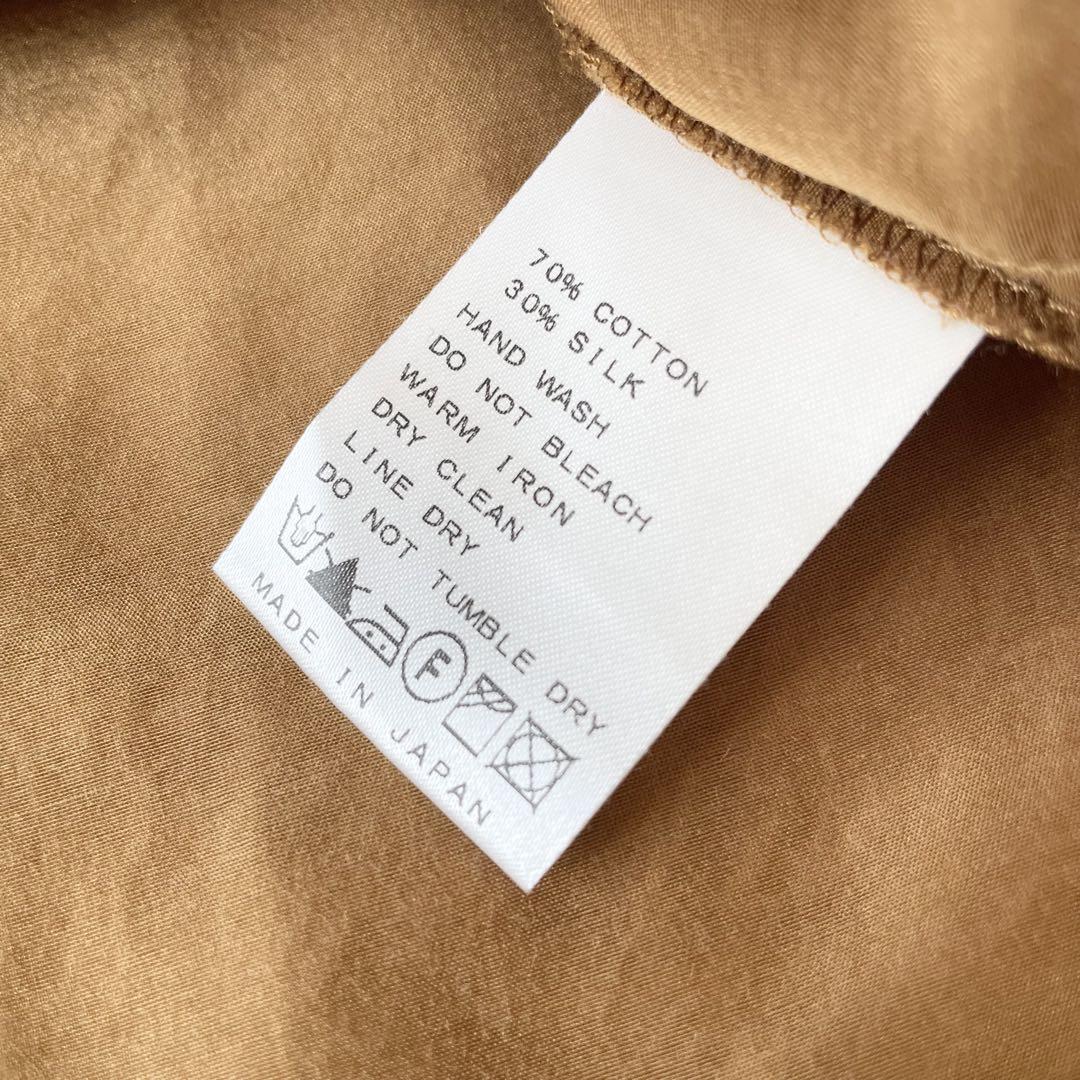 70% COTTON
30% SILK
HAND WASH
DO NOT BLEACH
WARM IRON
DRY CLEAN
LINE DRY
DO NOT TUMBLE DRY
F
MADE IN JAPAN